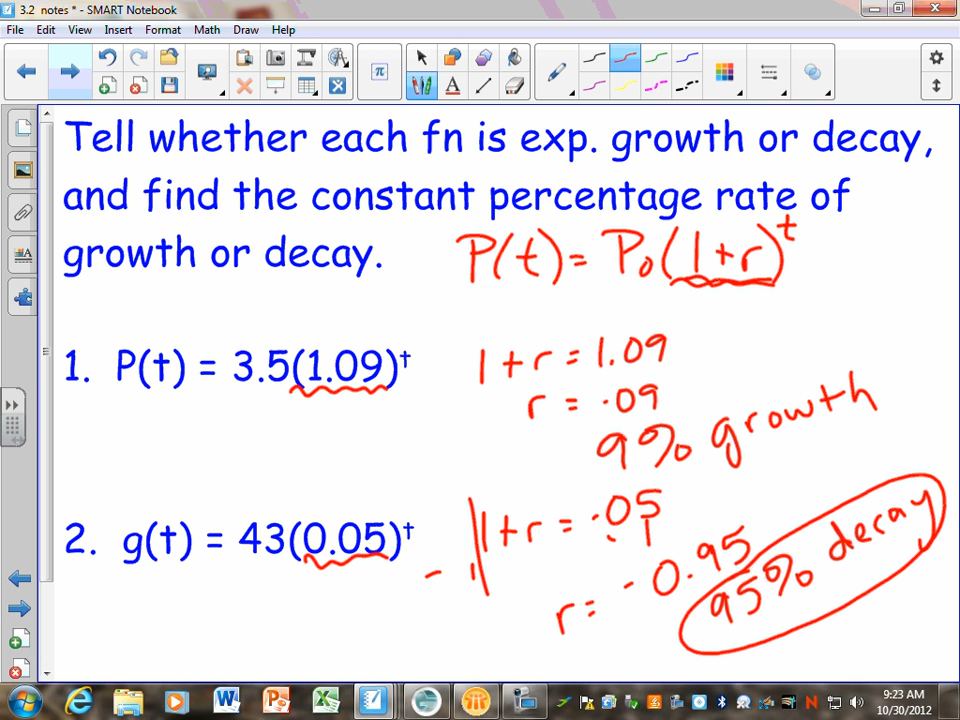 3.2 notes * - SMART Notebook
File Edit View Insert Format Math Draw Help
Tell whether each fn is exp. growth or decay,
and find the constant percentage rate of
growth or decay.
P(t) = P₀(1+r)ᵗ
1. P(t) = 3.5(1.09)ᵗ
1 + r = 1.09
r = .09
9% growth
2. g(t) = 43(0.05)ᵗ
1 + r = .05
- 1 - 1
r = - 0.95
95% decay
9:23 AM
10/30/2012